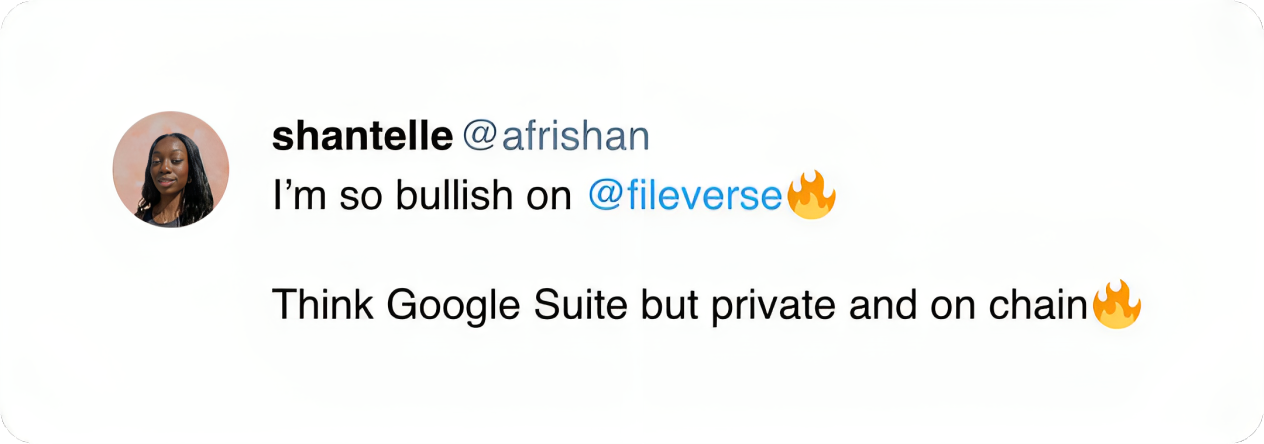 shantelle @afrishan
I’m so bullish on @fileverse🔥
Think Google Suite but private and on chain🔥